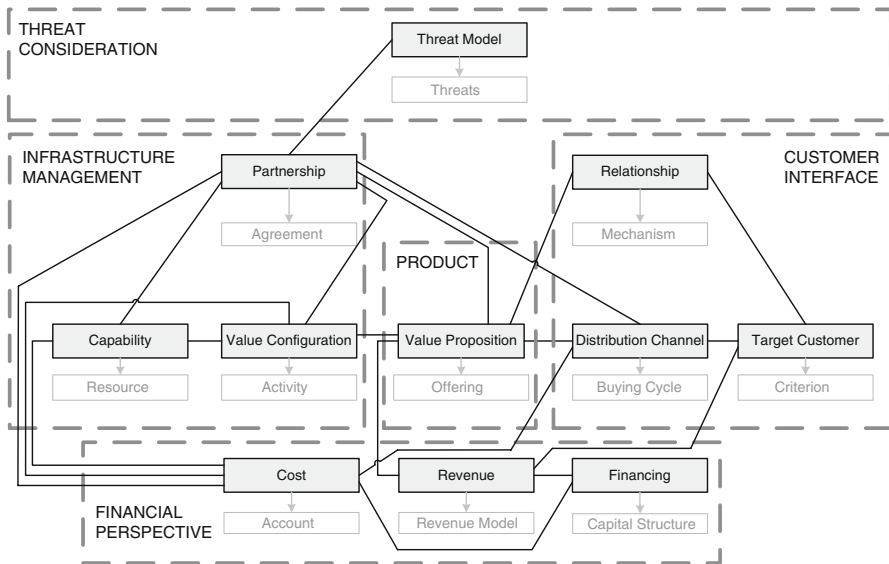 THREAT
CONSIDERATION
Threat Model
Threats
INFRASTRUCTURE
MANAGEMENT
Partnership
Agreement
Relationship
Mechanism
CUSTOMER
INTERFACE
PRODUCT
Capability
Value Configuration
Value Proposition
Distribution Channel
Target Customer
Resource
Activity
Offering
Buying Cycle
Criterion
Cost
Revenue
Financing
Account
Revenue Model
Capital Structure
FINANCIAL
PERSPECTIVE